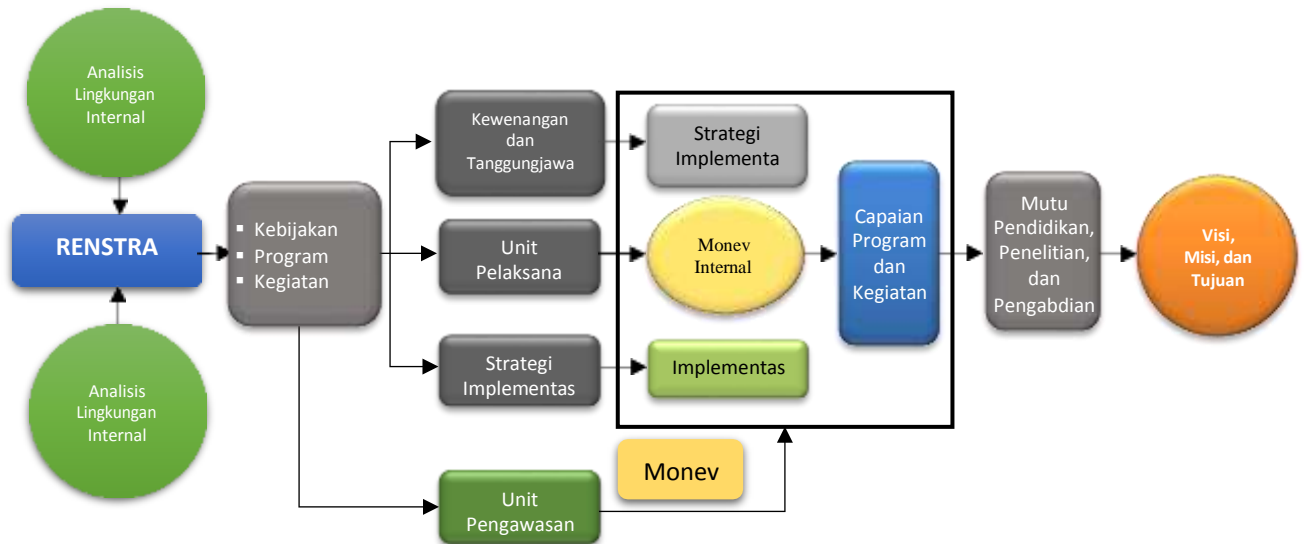 Analisis
Lingkungan
Internal
RENSTRA
Analisis
Lingkungan
Internal
▪ Kebijakan
▪ Program
▪ Kegiatan
Kewenangan
dan
Tanggungjawa
Unit
Pelaksana
Strategi
Implementas
Unit
Pengawasan
Strategi
Implementa
Monev
Internal
Implementas
Monev
Capaian
Program
dan
Kegiatan
Mutu
Pendidikan,
Penelitian,
dan
Pengabdian
Visi,
Misi, dan
Tujuan